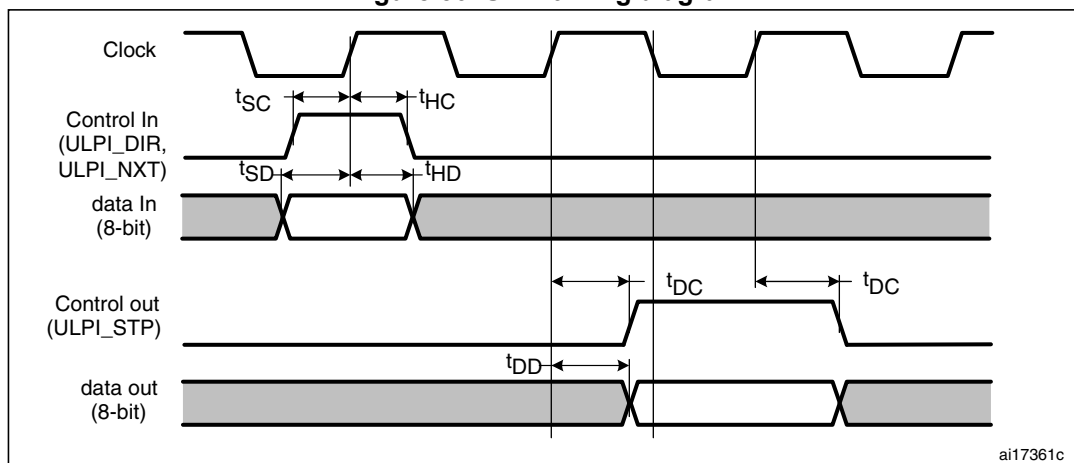 Clock
tSC
tHC
Control In
(ULPI_DIR,
ULPI_NXT)
tSD
tHD
data In
(8-bit)
tDC
tDC
Control out
(ULPI_STP)
tDD
data out
(8-bit)
ai17361c